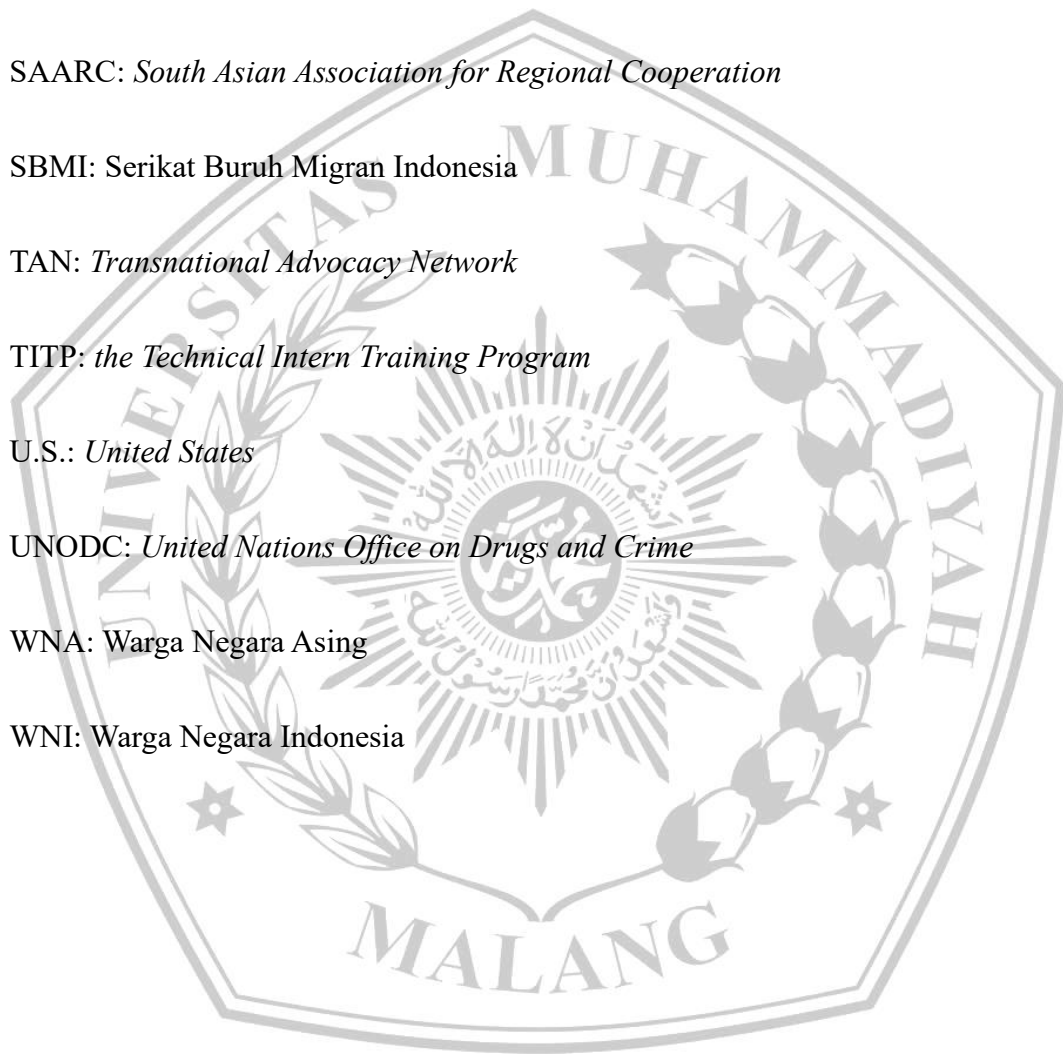 SAARC: South Asian Association for Regional Cooperation
SBMI: Serikat Buruh Migran Indonesia
TAN: Transnational Advocacy Network
TITP: the Technical Intern Training Program
U.S.: United States
UNODC: United Nations Office on Drugs and Crime
WNA: Warga Negara Asing
WNI: Warga Negara Indonesia
UNIVERSITAS MUHAMMADIYAH
MALANG